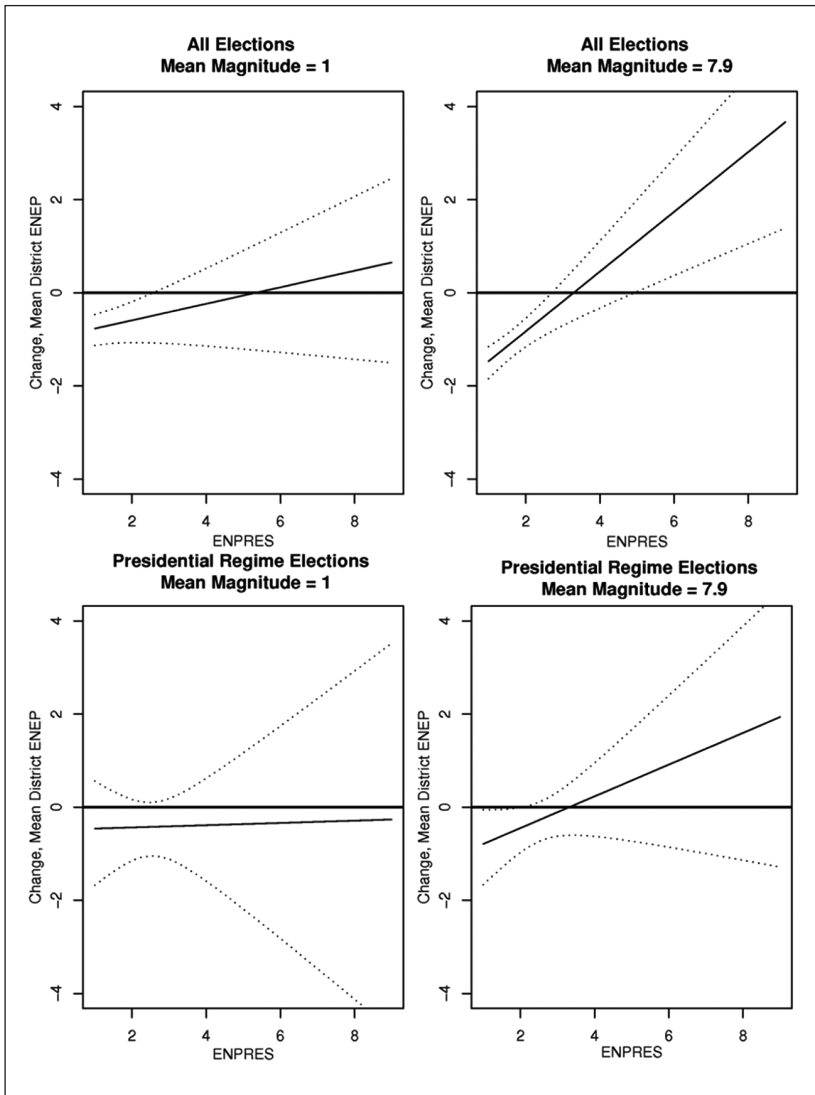 All Elections
Mean Magnitude = 1
Change, Mean District ENEP
4
2
0
-2
-4
2 4 6 8
ENPRES
All Elections
Mean Magnitude = 7.9
Change, Mean District ENEP
4
2
0
-2
-4
2 4 6 8
ENPRES
Presidential Regime Elections
Mean Magnitude = 1
Change, Mean District ENEP
4
2
0
-2
-4
2 4 6 8
ENPRES
Presidential Regime Elections
Mean Magnitude = 7.9
Change, Mean District ENEP
4
2
0
-2
-4
2 4 6 8
ENPRES